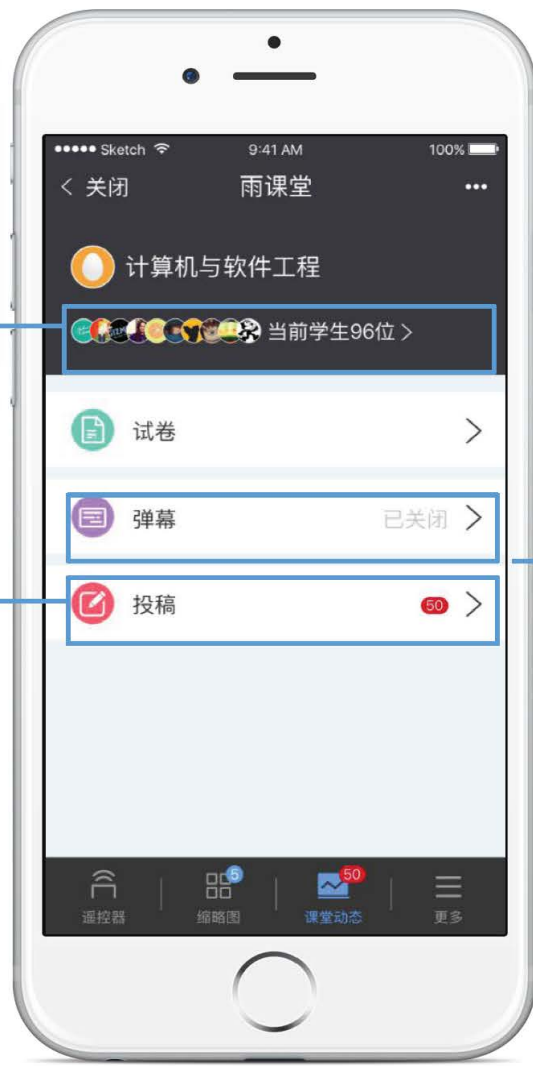 Sketch 9:41 AM 100%
< 关闭 雨课堂 •••
计算机与软件工程
当前学生96位 >
试卷
弹幕 已关闭
投稿 50
5 50
遥控器 缩略图 课堂动态 更多